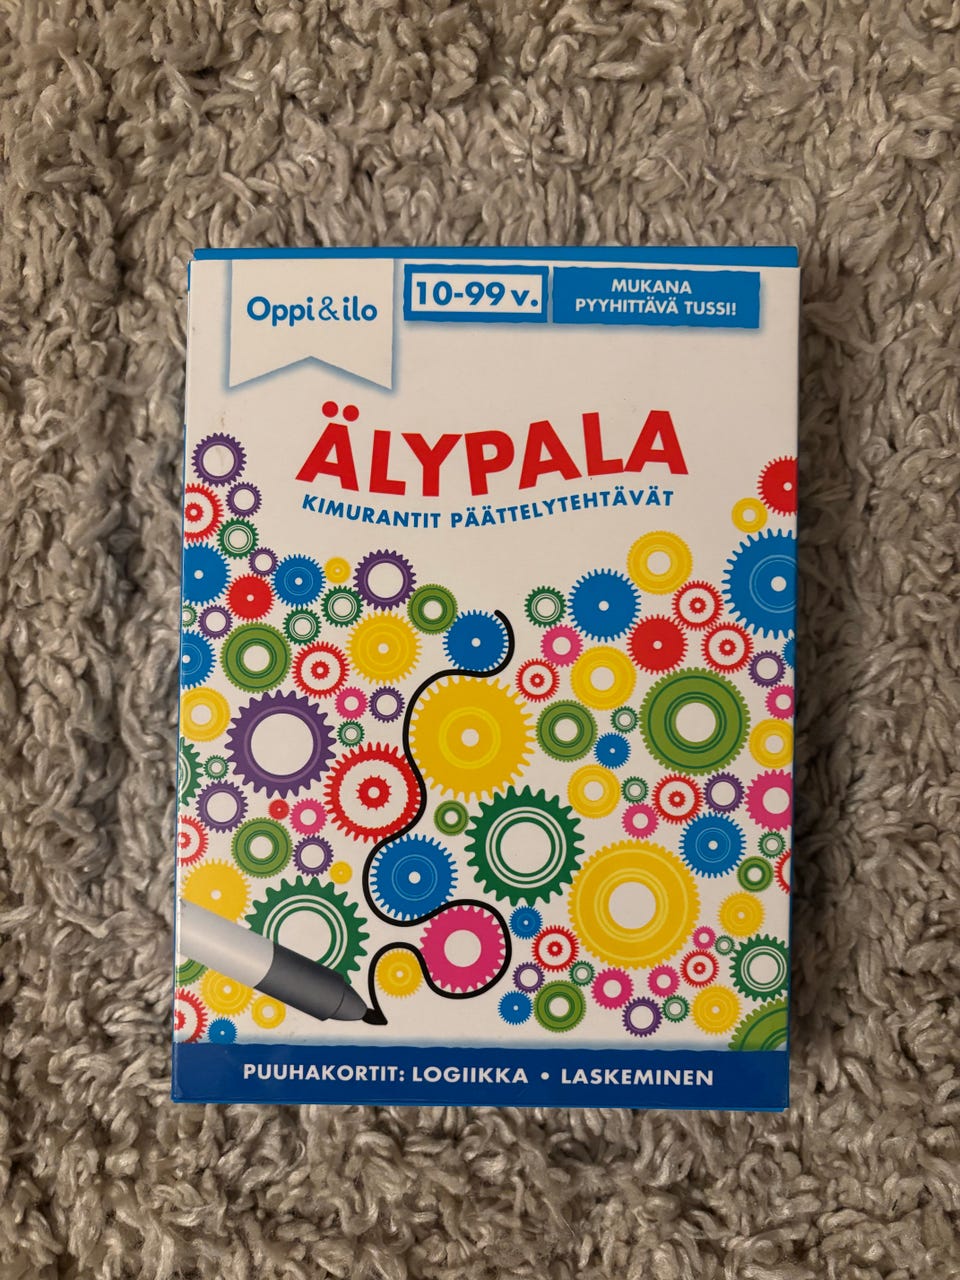 Oppi & ilo
10-99 v.
MUKANA
PYYHITTÄVÄ TUSSI!
ÄLYPALA
KIMURANTIT PÄÄTTELYTEHTÄVÄT
PUUHAKORTIT: LOGIIKKA • LASKEMINEN